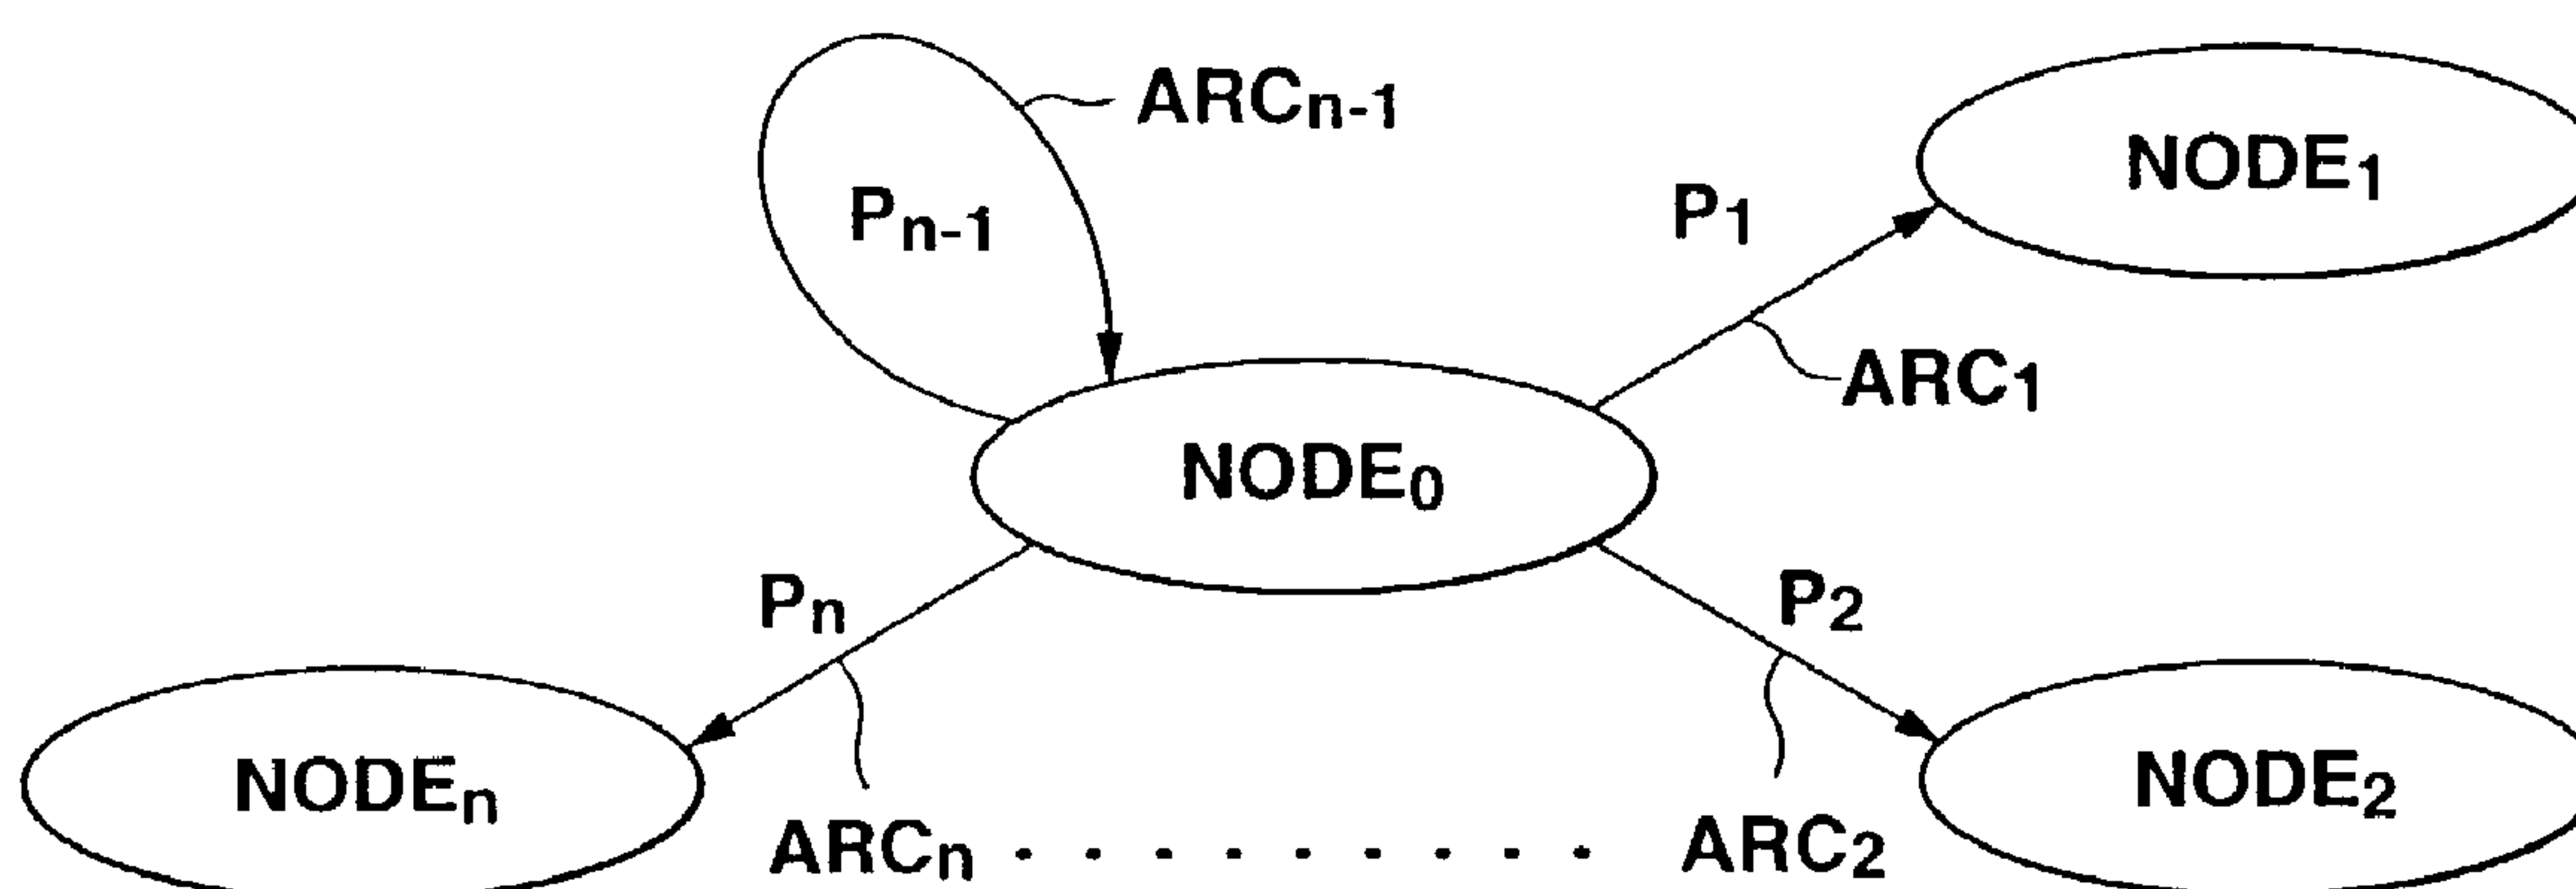 ARCn-1
NODE1
Pn-1
P1
ARC1
NODE0
Pn
P2
NODEn
NODE2
ARCn . . . . . . . . . ARC2